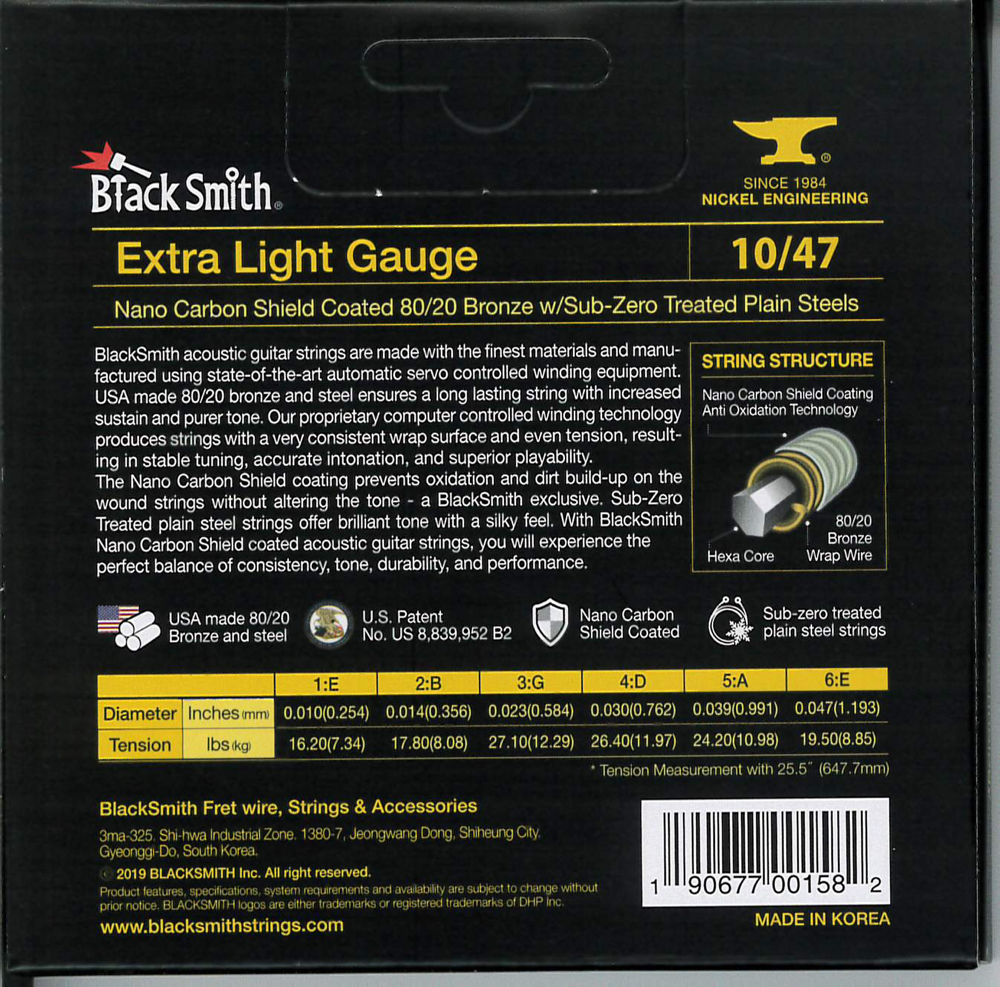 Black Smith®
®
SINCE 1984
NICKEL ENGINEERING
Extra Light Gauge
10/47
Nano Carbon Shield Coated 80/20 Bronze w/Sub-Zero Treated Plain Steels
BlackSmith acoustic guitar strings are made with the finest materials and manu-
factured using state-of-the-art automatic servo controlled winding equipment.
USA made 80/20 bronze and steel ensures a long lasting string with increased
sustain and purer tone. Our proprietary computer controlled winding technology
produces strings with a very consistent wrap surface and even tension, result-
ing in stable tuning, accurate intonation, and superior playability.
The Nano Carbon Shield coating prevents oxidation and dirt build-up on the
wound strings without altering the tone - a BlackSmith exclusive. Sub-Zero
Treated plain steel strings offer brilliant tone with a silky feel. With BlackSmith
Nano Carbon Shield coated acoustic guitar strings, you will experience the
perfect balance of consistency, tone, durability, and performance.
STRING STRUCTURE
Nano Carbon Shield Coating
Anti Oxidation Technology
80/20
Bronze
Wrap Wire
Hexa Core
USA made 80/20
Bronze and steel
U.S. Patent
No. US 8,839,952 B2
Nano Carbon
Shield Coated
Sub-zero treated
plain steel strings
1:E 2:B 3:G 4:D 5:A 6:E
Diameter Inches (mm) 0.010(0.254) 0.014(0.356) 0.023(0.584) 0.030(0.762) 0.039(0.991) 0.047(1.193)
Tension lbs (kg) 16.20(7.34) 17.80(8.08) 27.10(12.29) 26.40(11.97) 24.20(10.98) 19.50(8.85)
* Tension Measurement with 25.5" (647.7mm)
BlackSmith Fret wire, Strings & Accessories
3ma-325, Shi-hwa Industrial Zone. 1380-7, Jeongwang Dong, Shiheung City,
Gyeonggi-Do, South Korea.
© 2019 BLACKSMITH Inc. All right reserved.
Product features, specifications, system requirements and availability are subject to change without
prior notice. BLACKSMITH logos are either trademarks or registered trademarks of DHP Inc.
www.blacksmithstrings.com
1 90677 00158 2
MADE IN KOREA